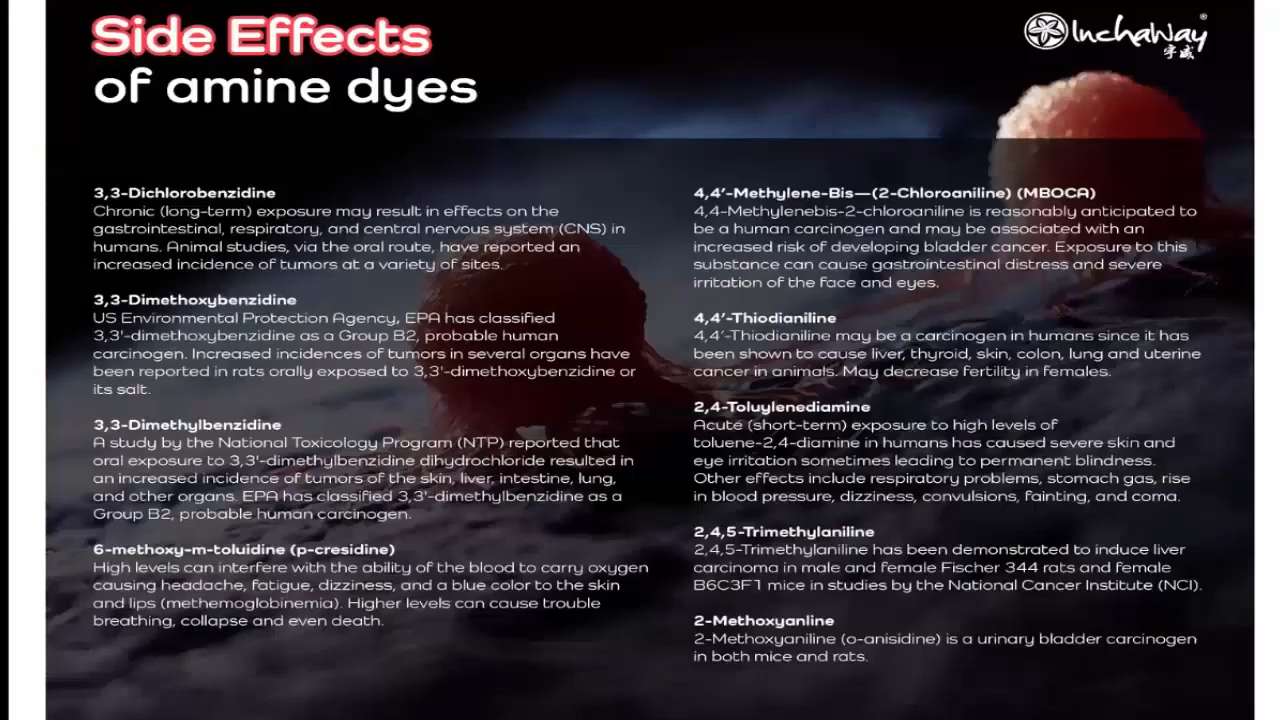 Side Effects
of amine dyes
InchaWay®
宇威
3,3-Dichlorobenzidine
Chronic (long-term) exposure may result in effects on the
gastrointestinal, respiratory, and central nervous system (CNS) in
humans. Animal studies, via the oral route, have reported an
increased incidence of tumors at a variety of sites.
3,3-Dimethoxybenzidine
US Environmental Protection Agency, EPA has classified
3,3'-dimethoxybenzidine as a Group B2, probable human
carcinogen. Increased incidences of tumors in several organs have
been reported in rats orally exposed to 3,3'-dimethoxybenzidine or
its salt.
3,3-Dimethylbenzidine
A study by the National Toxicology Program (NTP) reported that
oral exposure to 3,3'-dimethylbenzidine dihydrochloride resulted in
an increased incidence of tumors of the skin, liver, intestine, lung,
and other organs. EPA has classified 3,3'-dimethylbenzidine as a
Group B2, probable human carcinogen.
6-methoxy-m-toluidine (p-cresidine)
High levels can interfere with the ability of the blood to carry oxygen
causing headache, fatigue, dizziness, and a blue color to the skin
and lips (methemoglobinemia). Higher levels can cause trouble
breathing, collapse and even death.
4,4'-Methylene-Bis—(2-Chloroaniline) (MBOCA)
4,4-Methylenebis-2-chloroaniline is reasonably anticipated to
be a human carcinogen and may be associated with an
increased risk of developing bladder cancer. Exposure to this
substance can cause gastrointestinal distress and severe
irritation of the face and eyes.
4,4'-Thiodianiline
4,4'-Thiodianiline may be a carcinogen in humans since it has
been shown to cause liver, thyroid, skin, colon, lung and uterine
cancer in animals. May decrease fertility in females.
2,4-Toluylenediamine
Acute (short-term) exposure to high levels of
toluene-2,4-diamine in humans has caused severe skin and
eye irritation sometimes leading to permanent blindness.
Other effects include respiratory problems, stomach gas, rise
in blood pressure, dizziness, convulsions, fainting, and coma.
2,4,5-Trimethylaniline
2,4,5-Trimethylaniline has been demonstrated to induce liver
carcinoma in male and female Fischer 344 rats and female
B6C3F1 mice in studies by the National Cancer Institute (NCI).
2-Methoxyanline
2-Methoxyaniline (o-anisidine) is a urinary bladder carcinogen
in both mice and rats.